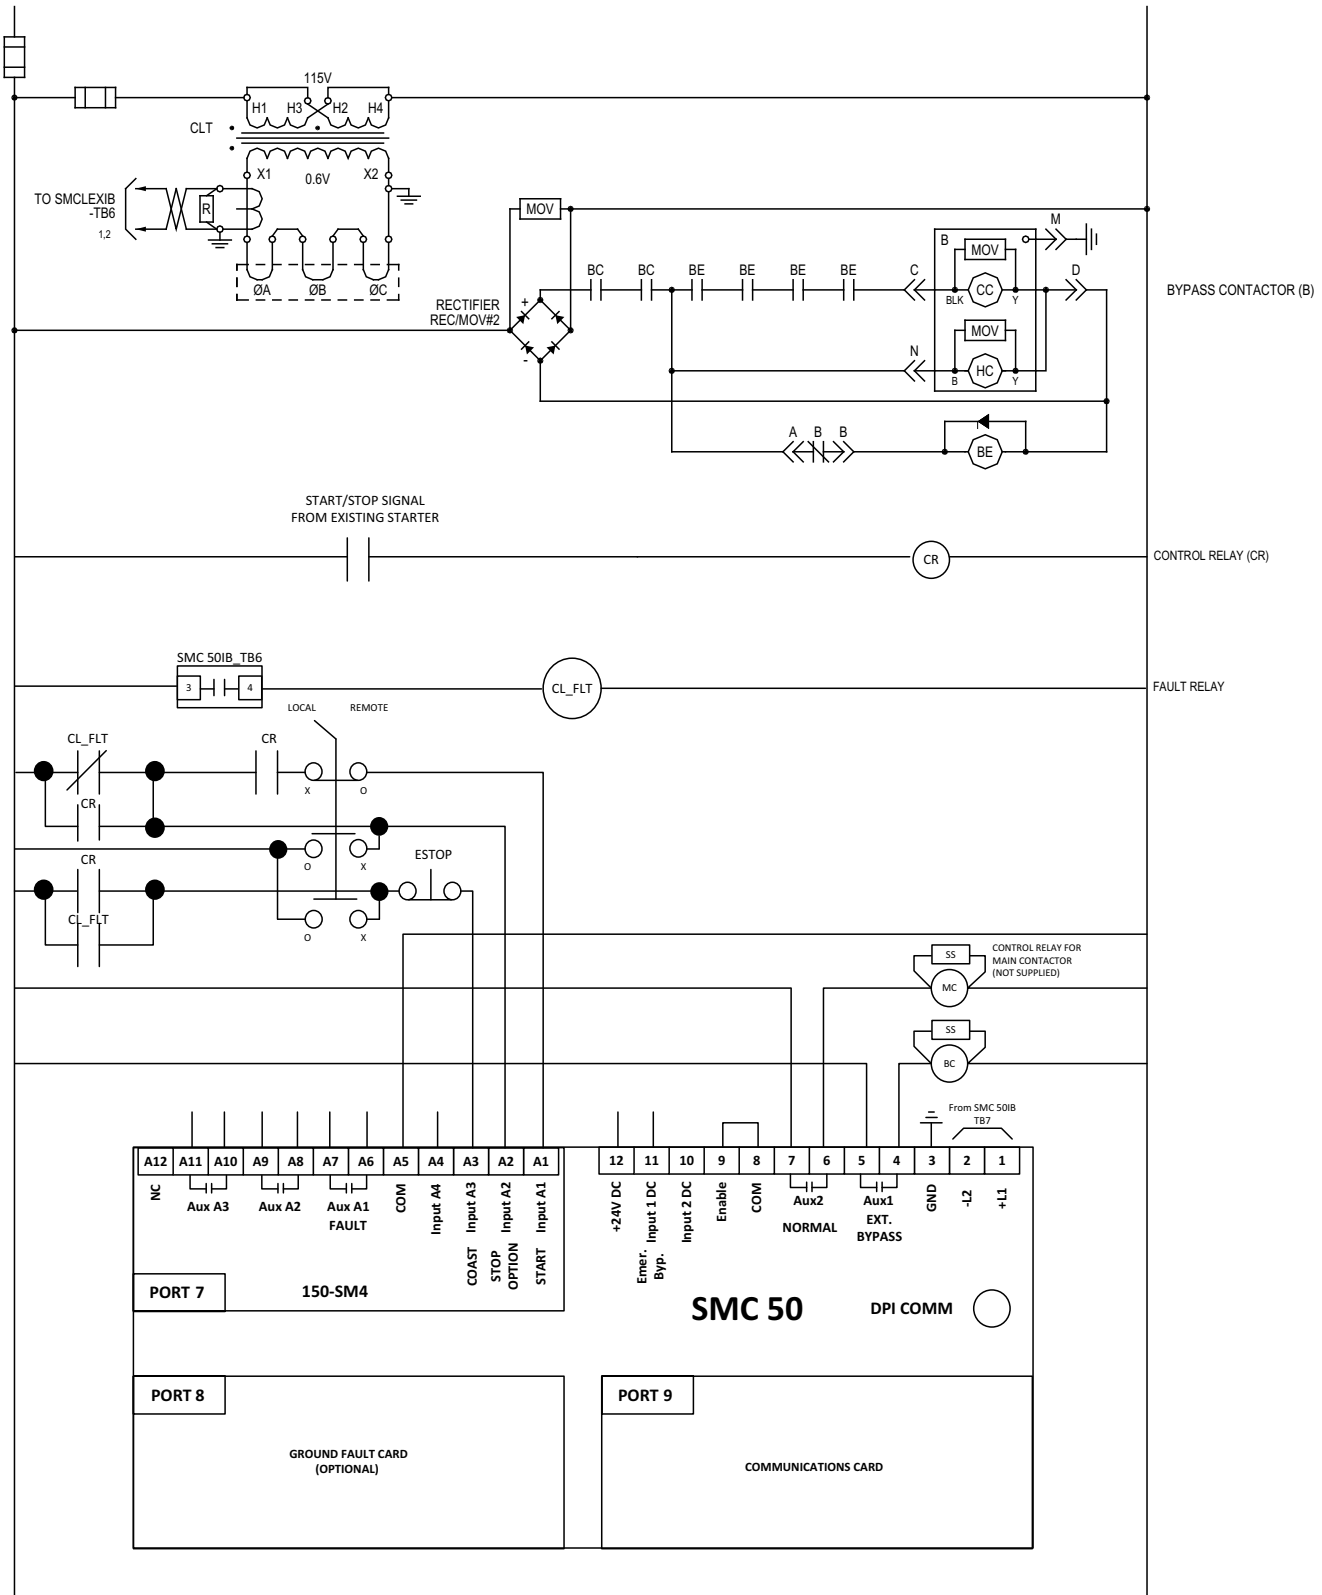 115V
H1 H3 H2 H4
CLT
X1 0.6V X2
TO SMCLEXIB
-TB6
1,2
R
ØA ØB ØC
MOV
RECTIFIER
REC/MOV#2
+
-
BC BC BE BE BE BE C
B MOV
M
CC
BLK Y
D
MOV
N
HC
B Y
A B B
BE
BYPASS CONTACTOR (B)
START/STOP SIGNAL
FROM EXISTING STARTER
CR
CONTROL RELAY (CR)
SMC 50IB_TB6
3 4
CL_FLT
FAULT RELAY
LOCAL REMOTE
CL_FLT
CR
X O
CR
O X
CR
ESTOP
CL_FLT
O X
SS
CONTROL RELAY FOR
MAIN CONTACTOR
(NOT SUPPLIED)
MC
SS
BC
From SMC 50IB
TB7
A12 A11 A10 A9 A8 A7 A6 A5 A4 A3 A2 A1
NC
Aux A3
Aux A2
Aux A1
FAULT
COM
Input A4
COAST Input A3
STOP OPTION Input A2
START Input A1
12 11 10 9 8 7 6 5 4 3 2 1
+24V DC
Emer. Byp. Input 1 DC
Input 2 DC
Enable
COM
Aux2
NORMAL
Aux1
EXT.
BYPASS
GND
-L2
+L1
PORT 7
150-SM4
SMC 50
DPI COMM
PORT 8
GROUND FAULT CARD
(OPTIONAL)
PORT 9
COMMUNICATIONS CARD